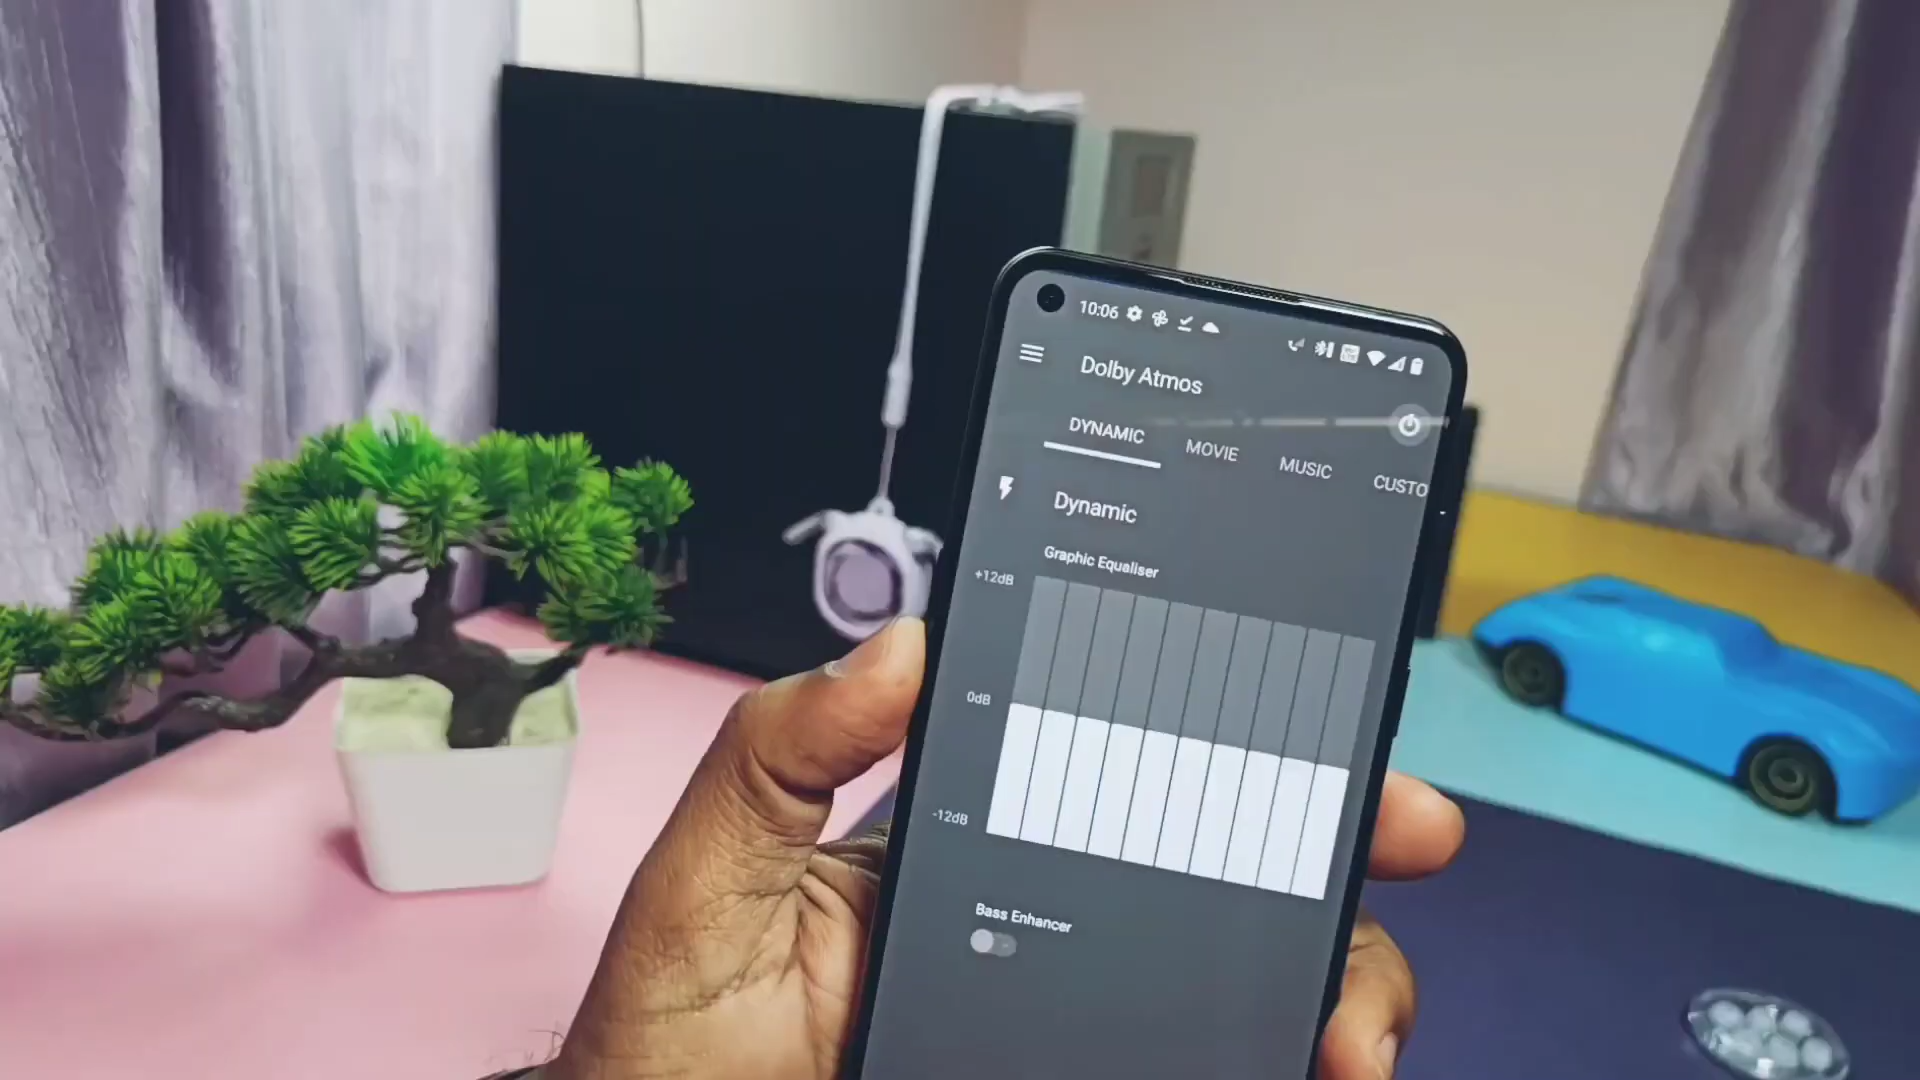 10:06
Dolby Atmos
DYNAMIC MOVIE MUSIC CUSTO
Dynamic
Graphic Equaliser
+12dB
0dB
-12dB
Bass Enhancer